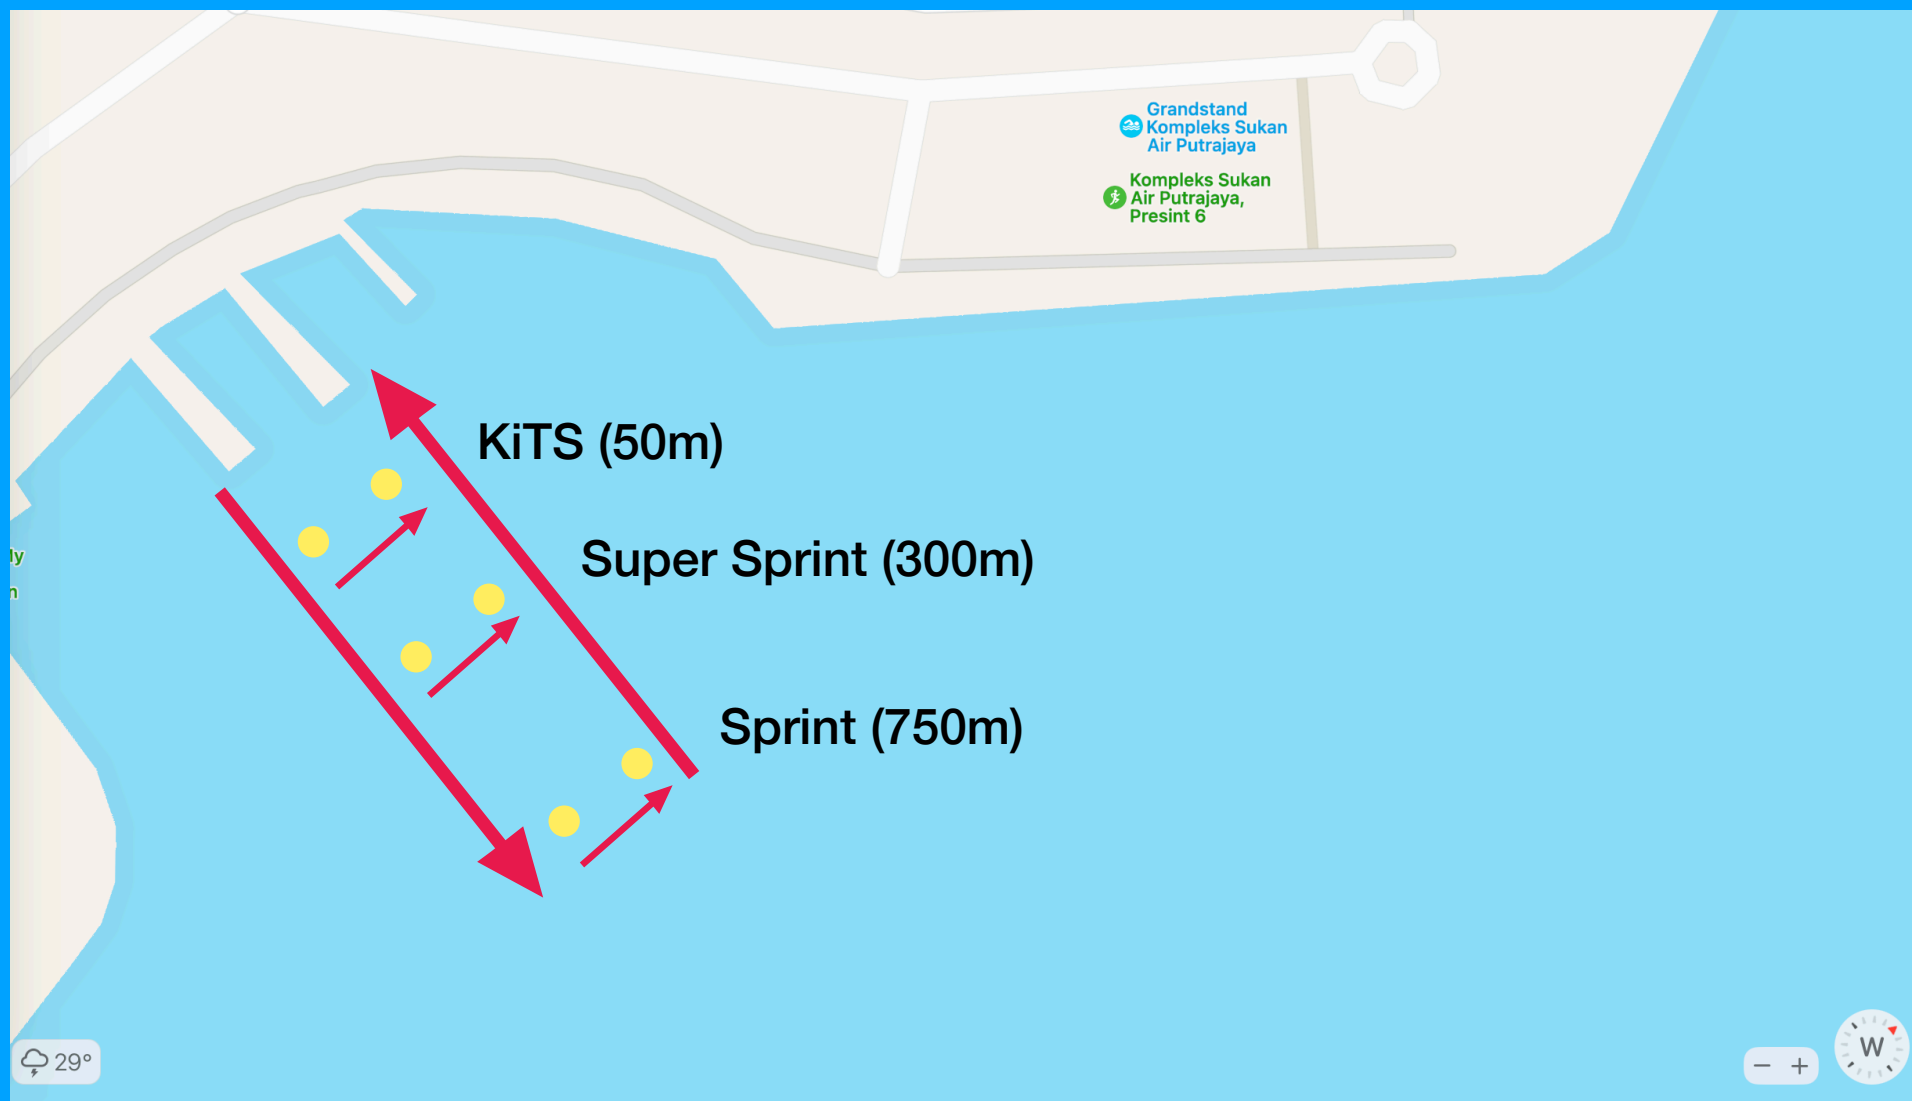 Grandstand
Kompleks Sukan
Air Putrajaya
Kompleks Sukan
Air Putrajaya,
Presint 6
KiTS (50m)
Super Sprint (300m)
ly
n
Sprint (750m)
29°
− +
W